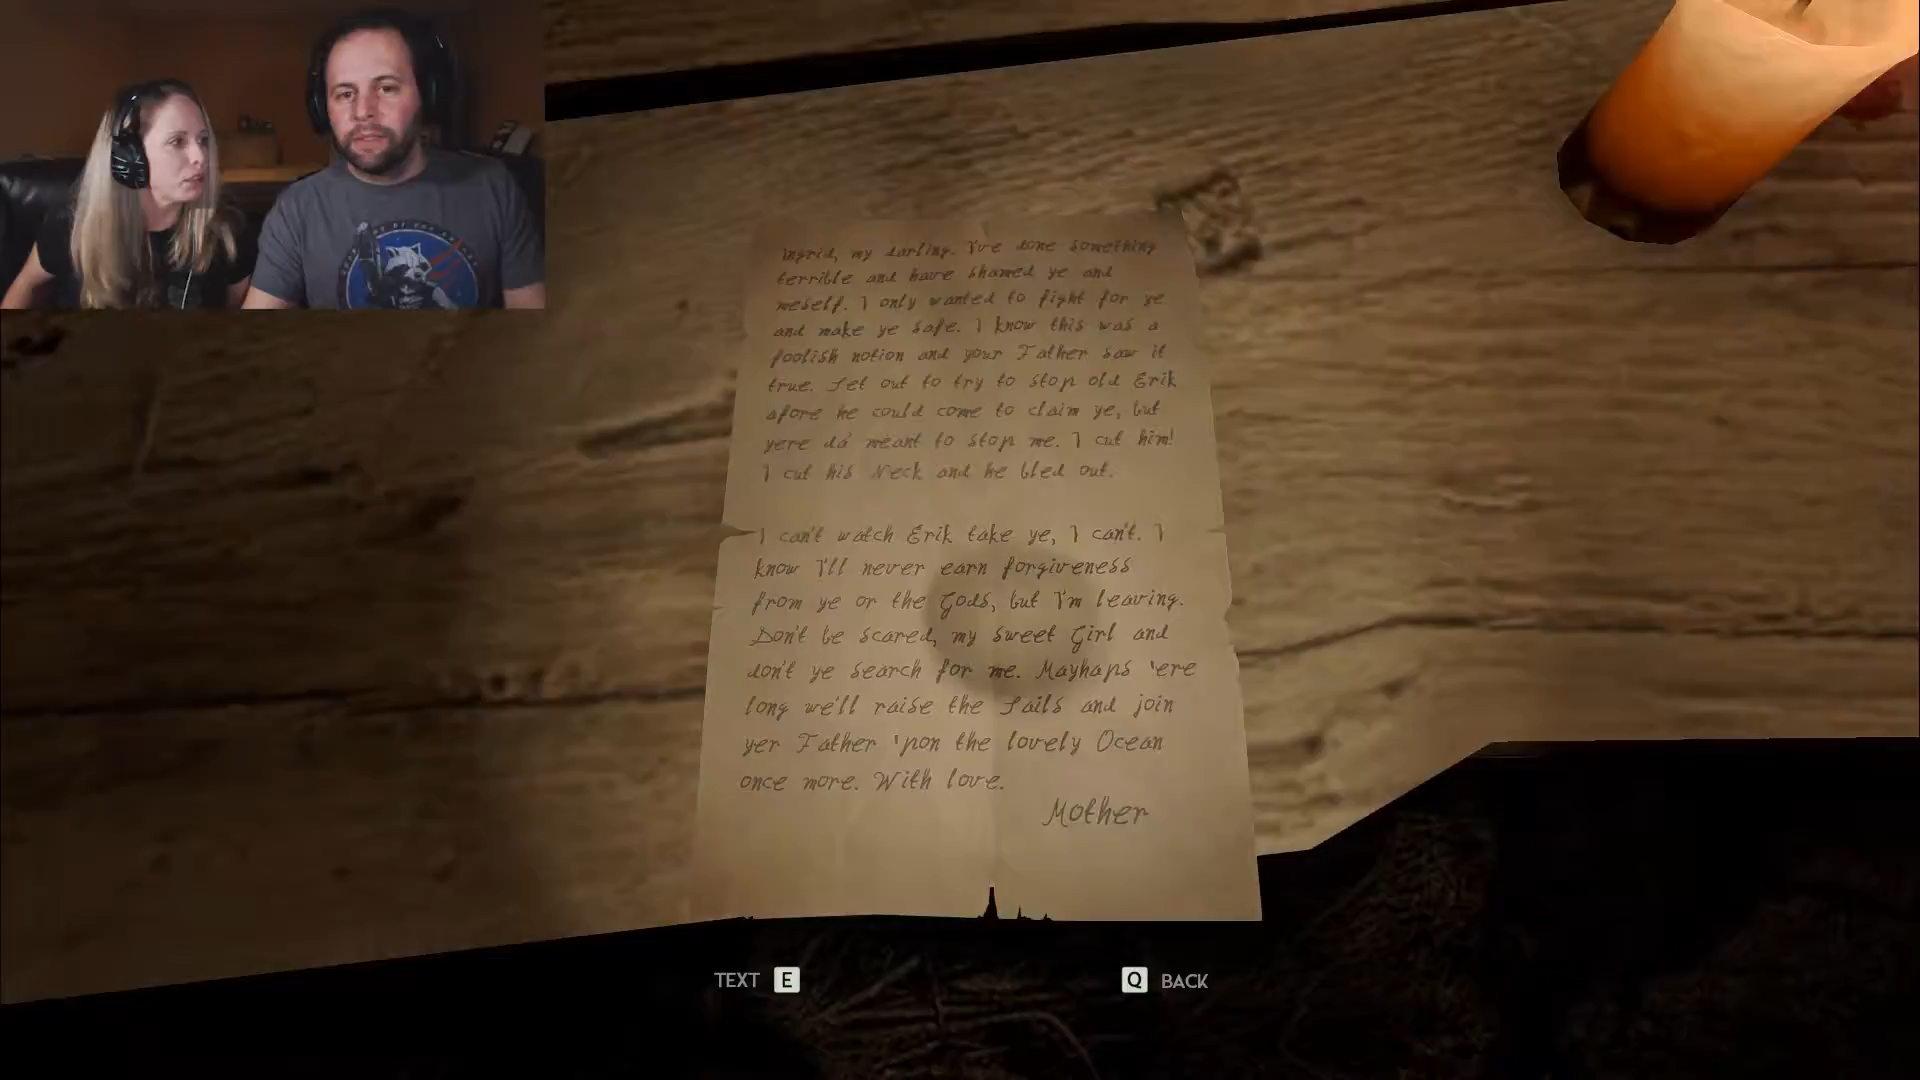 Ingrid, my darling. I've done something
terrible and have shamed ye and
meself. I only wanted to fight for ye
and make ye safe. I know this was a
foolish notion and your Father saw it
true. Set out to try to stop old Erik
afore he could come to claim ye, but
yere da' meant to stop me. I cut him!
I cut his Neck and he bled out.
I can't watch Erik take ye, I can't. I
know I'll never earn forgiveness
from ye or the Gods, but I'm leaving.
Don't be scared, my sweet Girl and
don't ye search for me. Mayhaps 'ere
long we'll raise the Sails and join
yer Father 'pon the lovely Ocean
once more. With love.
Mother
TEXT E
Q BACK